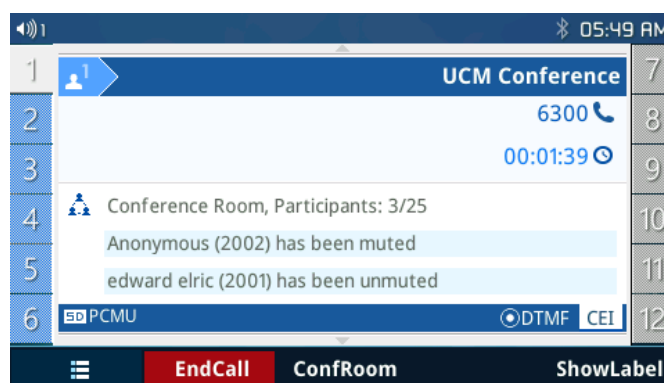 1 05:49 AM
1 1 UCM Conference 7
2 6300 8
3 00:01:39 9
4 Conference Room, Participants: 3/25 10
Anonymous (2002) has been muted
5 edward elric (2001) has been unmuted 11
6 SD PCMU DTMF CEI 12
EndCall ConfRoom ShowLabel